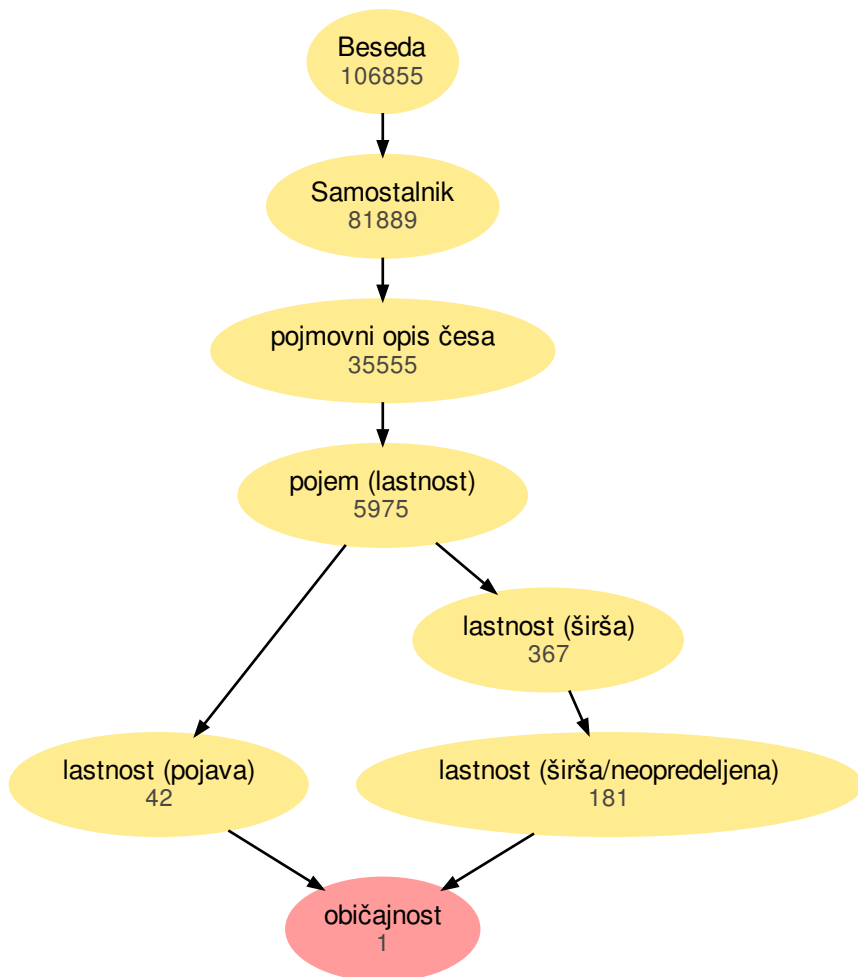 Beseda
106855
Samostalnik
81889
pojmovni opis česa
35555
pojem (lastnost)
5975
lastnost (širša)
367
lastnost (pojava)
42
lastnost (širša/neopredeljena)
181
običajnost
1